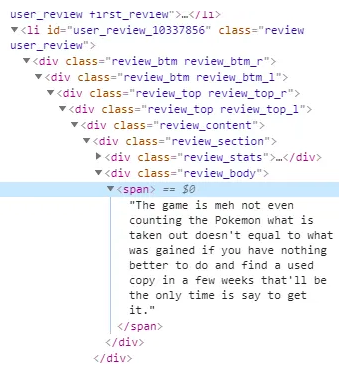 user_review first_review">…</li>
▼<li id="user_review_10337856" class="review
user_review">
▼<div class="review_btm review_btm_r">
▼<div class="review_btm review_btm_l">
▼<div class="review_top review_top_r">
▼<div class="review_top review_top_l">
▼<div class="review_content">
▼<div class="review_section">
▶<div class="review_stats">…</div>
▼<div class="review_body">
▼<span> == $0
"The game is meh not even
counting the Pokemon what is
taken out doesn't equal to what
was gained if you have nothing
better to do and find a used
copy in a few weeks that'll be
the only time is say to get
it."
</span>
</div>
</div>